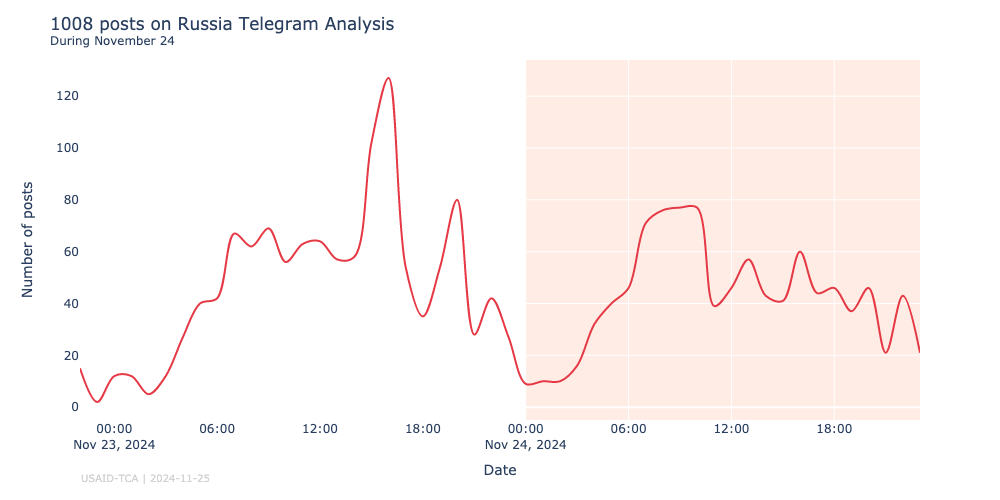 1008 posts on Russia Telegram Analysis
During November 24
Number of posts
120
100
80
60
40
20
0
00:00 06:00 12:00 18:00 00:00 06:00 12:00 18:00
Nov 23, 2024 Nov 24, 2024
Date
USAID-TCA | 2024-11-25